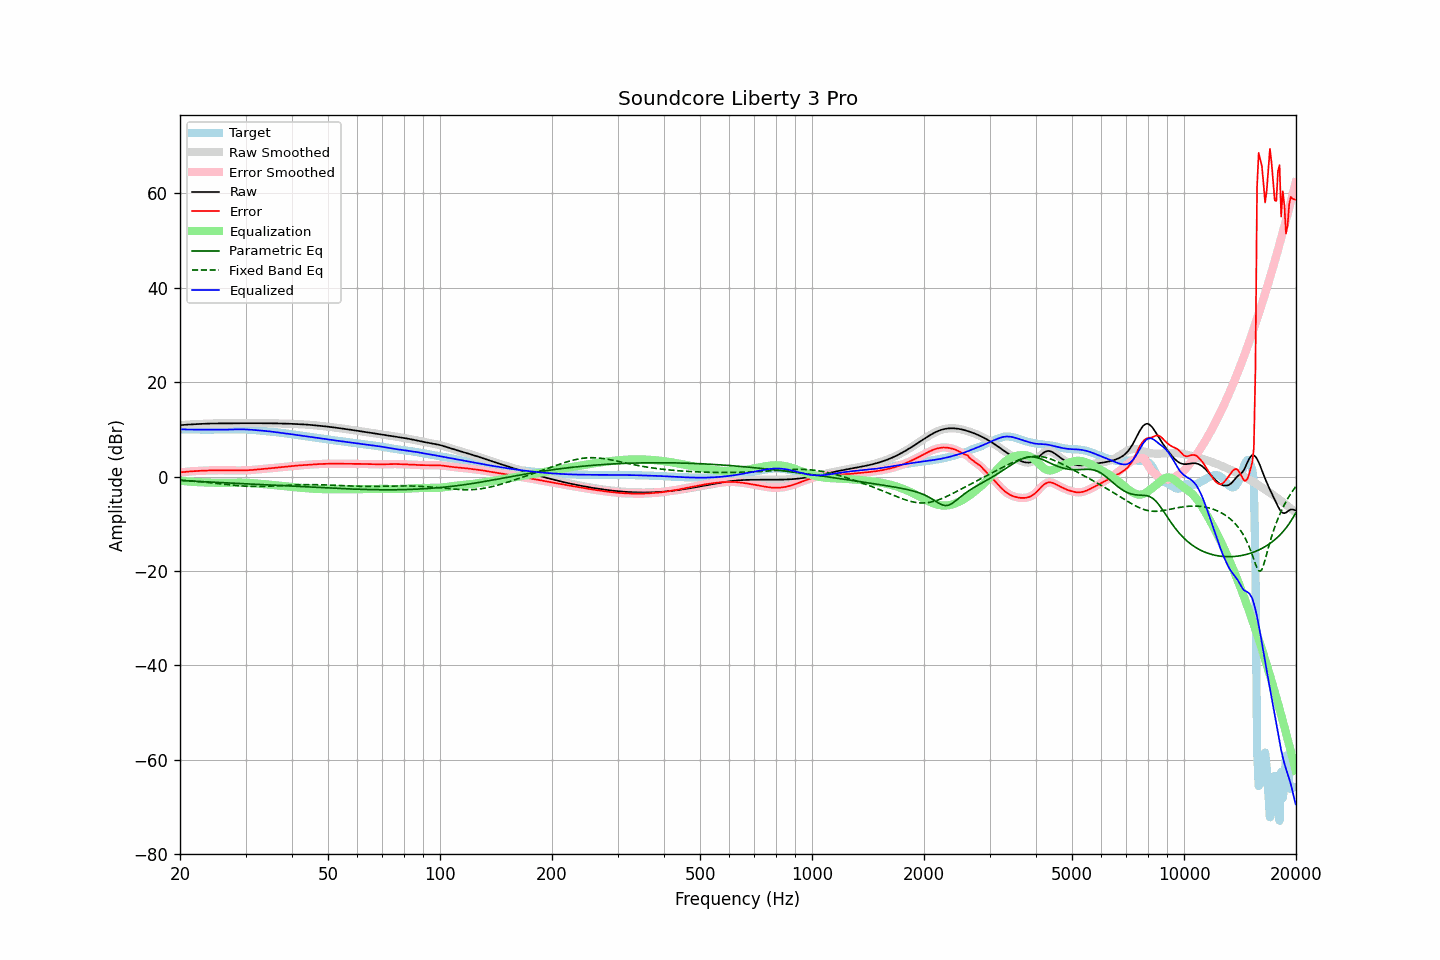 Soundcore Liberty 3 Pro
Target
Raw Smoothed
Error Smoothed
Raw
Error
Equalization
Parametric Eq
Fixed Band Eq
Equalized
60
40
20
0
−20
−40
−60
−80
Amplitude (dBr)
20 50 100 200 500 1000 2000 5000 10000 20000
Frequency (Hz)